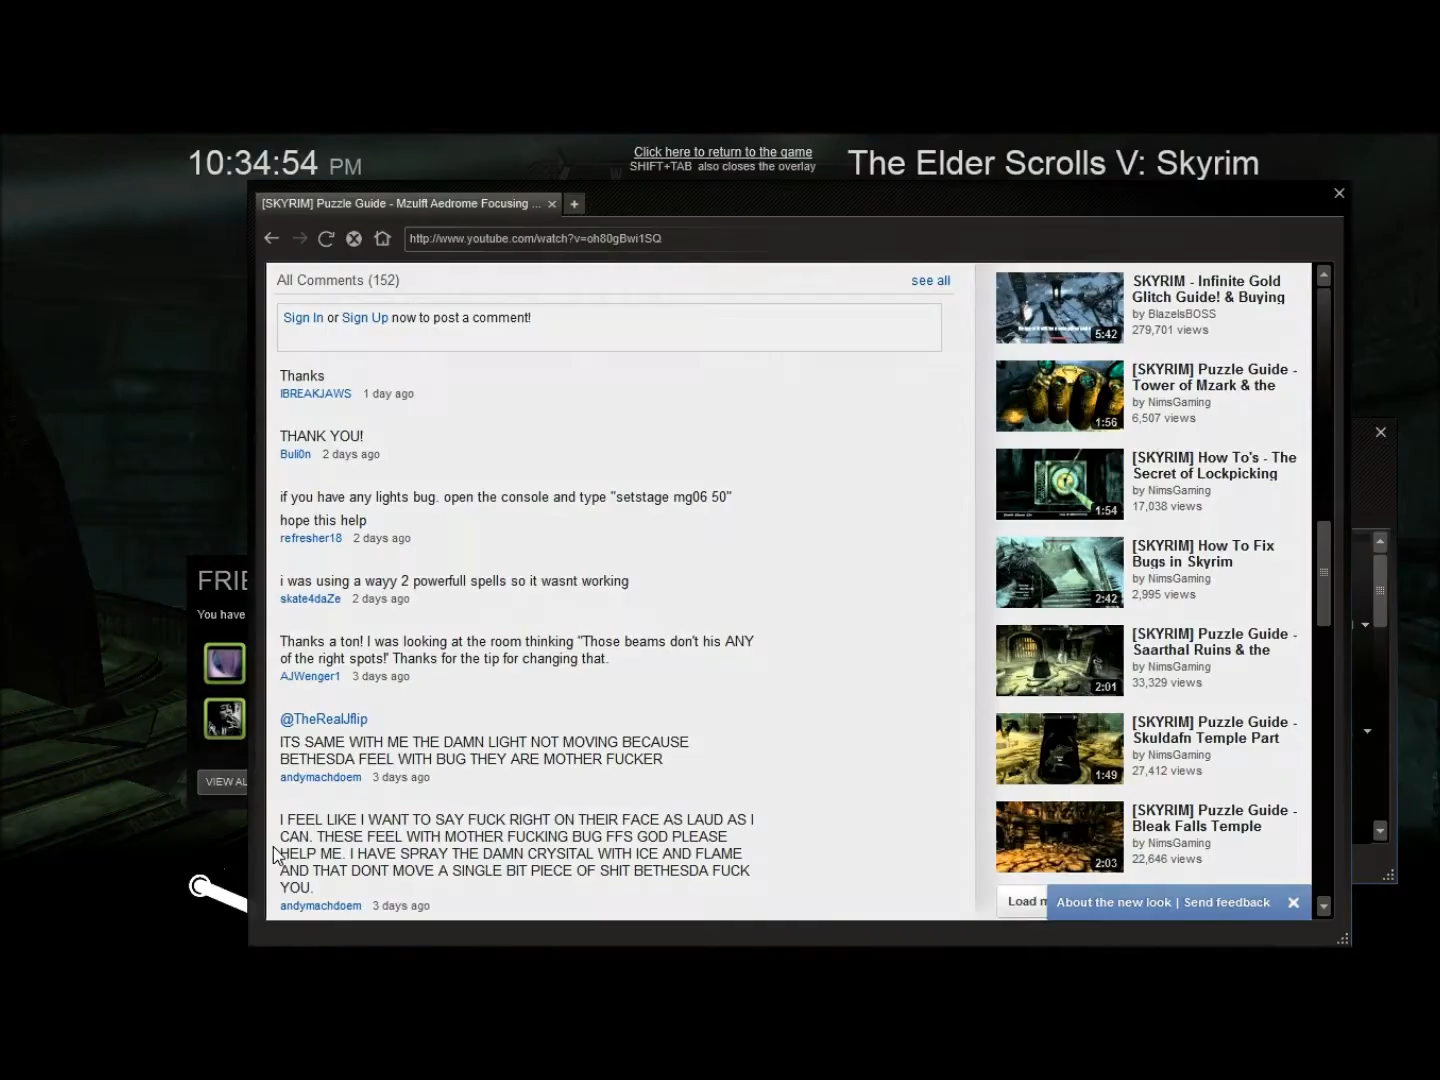 10:34:54 PM
Click here to return to the game
SHIFT+TAB also closes the overlay
The Elder Scrolls V: Skyrim
[SKYRIM] Puzzle Guide - Mzulft Aedrome Focusing ...
http://www.youtube.com/watch?v=oh80gBwi1SQ
All Comments (152)
see all
Sign In or Sign Up now to post a comment!
Thanks
IBREAKJAWS 1 day ago
THANK YOU!
Buli0n 2 days ago
if you have any lights bug. open the console and type "setstage mg06 50"
hope this help
refresher18 2 days ago
i was using a wayy 2 powerfull spells so it wasnt working
skate4daZe 2 days ago
Thanks a ton! I was looking at the room thinking "Those beams don't his ANY
of the right spots!" Thanks for the tip for changing that.
AJWenger1 3 days ago
@TheRealJflip
ITS SAME WITH ME THE DAMN LIGHT NOT MOVING BECAUSE
BETHESDA FEEL WITH BUG THEY ARE MOTHER FUCKER
andymachdoem 3 days ago
I FEEL LIKE I WANT TO SAY FUCK RIGHT ON THEIR FACE AS LAUD AS I
CAN. THESE FEEL WITH MOTHER FUCKING BUG FFS GOD PLEASE
HELP ME. I HAVE SPRAY THE DAMN CRYSITAL WITH ICE AND FLAME
AND THAT DONT MOVE A SINGLE BIT PIECE OF SHIT BETHESDA FUCK
YOU.
andymachdoem 3 days ago
SKYRIM - Infinite Gold
Glitch Guide! & Buying
by BlazelsBOSS
279,701 views
5:42
[SKYRIM] Puzzle Guide -
Tower of Mzark & the
by NimsGaming
6,507 views
1:56
[SKYRIM] How To's - The
Secret of Lockpicking
by NimsGaming
17,038 views
1:54
[SKYRIM] How To Fix
Bugs in Skyrim
by NimsGaming
2,995 views
2:42
[SKYRIM] Puzzle Guide -
Saarthal Ruins & the
by NimsGaming
33,329 views
2:01
[SKYRIM] Puzzle Guide -
Skuldafn Temple Part
by NimsGaming
27,412 views
1:49
[SKYRIM] Puzzle Guide -
Bleak Falls Temple
by NimsGaming
22,646 views
2:03
Load m
About the new look | Send feedback
FRIE
You have
VIEW AL